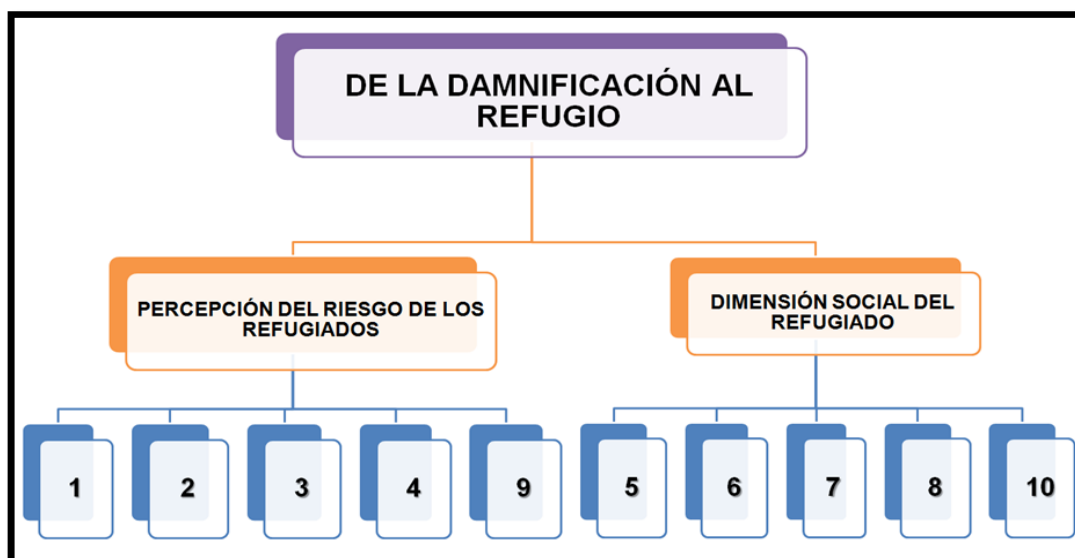 DE LA DAMNIFICACIÓN AL
REFUGIO
PERCEPCIÓN DEL RIESGO DE LOS
REFUGIADOS
DIMENSIÓN SOCIAL DEL
REFUGIADO
1 2 3 4 9 5 6 7 8 10